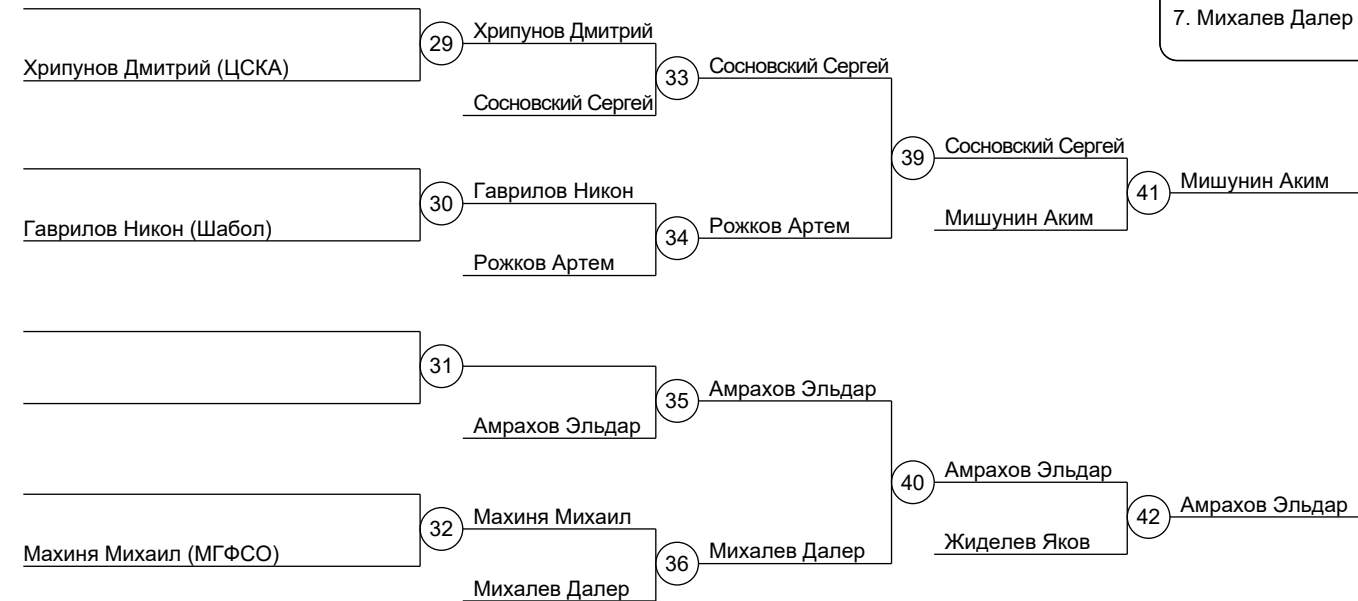 7. Михалев Далер
29
Хрипунов Дмитрий
Хрипунов Дмитрий (ЦСКА)
33
Сосновский Сергей
Сосновский Сергей
39
Сосновский Сергей
30
Гаврилов Никон
Гаврилов Никон (Шабол)
34
Рожков Артем
Рожков Артем
Мишунин Аким
41
Мишунин Аким
31
35
Амрахов Эльдар
Амрахов Эльдар
40
Амрахов Эльдар
32
Махиня Михаил
Махиня Михаил (МГФСО)
36
Михалев Далер
Михалев Далер
Жиделев Яков
42
Амрахов Эльдар